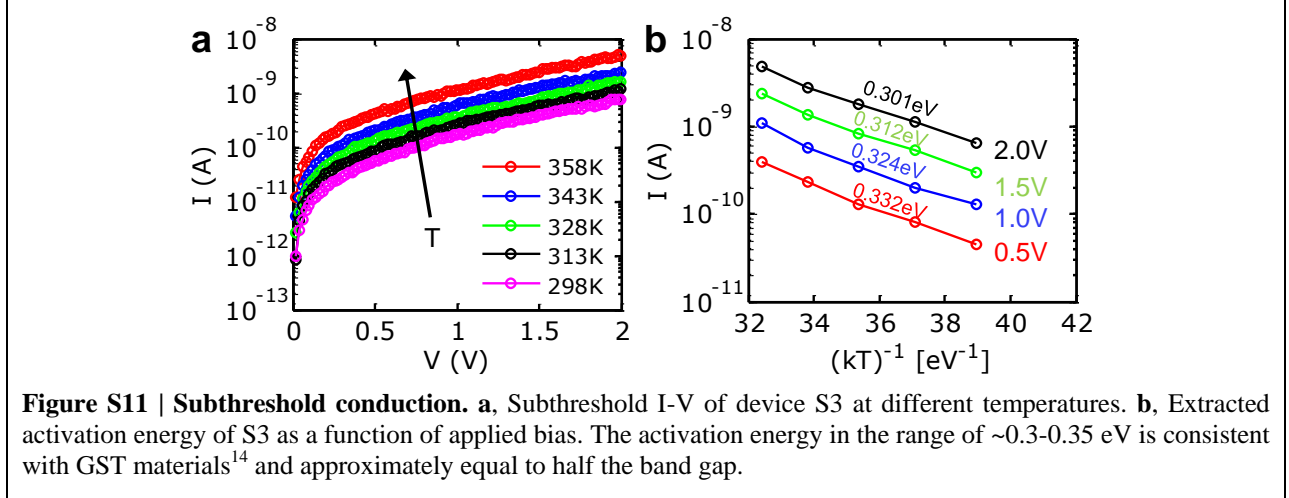 a
10^-8
10^-9
10^-10
10^-11
10^-12
10^-13
I (A)
0 0.5 1 1.5 2
V (V)
T
358K
343K
328K
313K
298K
b
10^-8
10^-9
10^-10
10^-11
I (A)
32 34 36 38 40 42
(kT)^-1 [eV^-1]
0.301eV
0.312eV
0.324eV
0.332eV
2.0V
1.5V
1.0V
0.5V
Figure S11 | Subthreshold conduction. a, Subthreshold I-V of device S3 at different temperatures. b, Extracted
activation energy of S3 as a function of applied bias. The activation energy in the range of ~0.3-0.35 eV is consistent
with GST materials^14 and approximately equal to half the band gap.